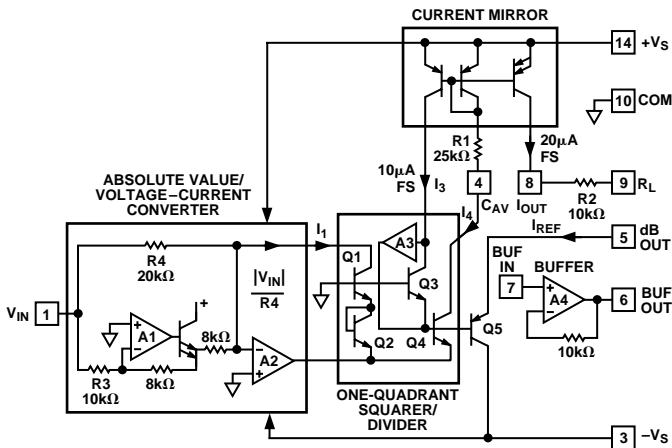 CURRENT MIRROR
14 +VS
10 COM
R1
25kΩ
20μA
FS
10μA
FS
I3
4
CAV
8
IOUT
9 RL
R2
10kΩ
ABSOLUTE VALUE/
VOLTAGE–CURRENT
CONVERTER
I1
I4
IREF
5 dB
OUT
A3
R4
20kΩ
|VIN|
R4
Q1
Q3
BUF
IN
BUFFER
7
+
–
A4
6 BUF
OUT
VIN 1
+
+
–
A1
8kΩ
–
+
A2
Q2
Q4
Q5
10kΩ
R3
10kΩ
8kΩ
ONE-QUADRANT
SQUARER/
DIVIDER
3 –VS